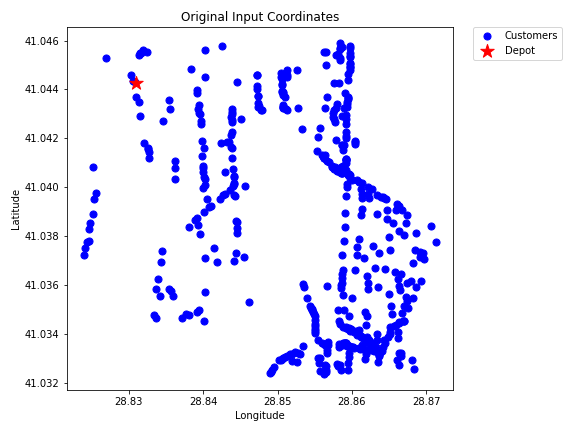 Original Input Coordinates
Customers
Depot
41.046
41.044
41.042
41.040
41.038
41.036
41.034
41.032
Latitude
28.83 28.84 28.85 28.86 28.87
Longitude